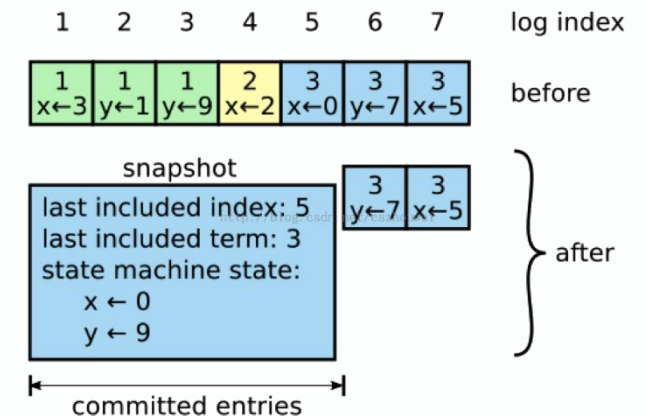 1 2 3 4 5 6 7 log index
1 1 1 2 3 3 3
x←3 y←1 y←9 x←2 x←0 y←7 x←5
before
snapshot
3 3
y←7 x←5
last included index: 5
last included term: 3
state machine state:
x ← 0
y ← 9
after
committed entries